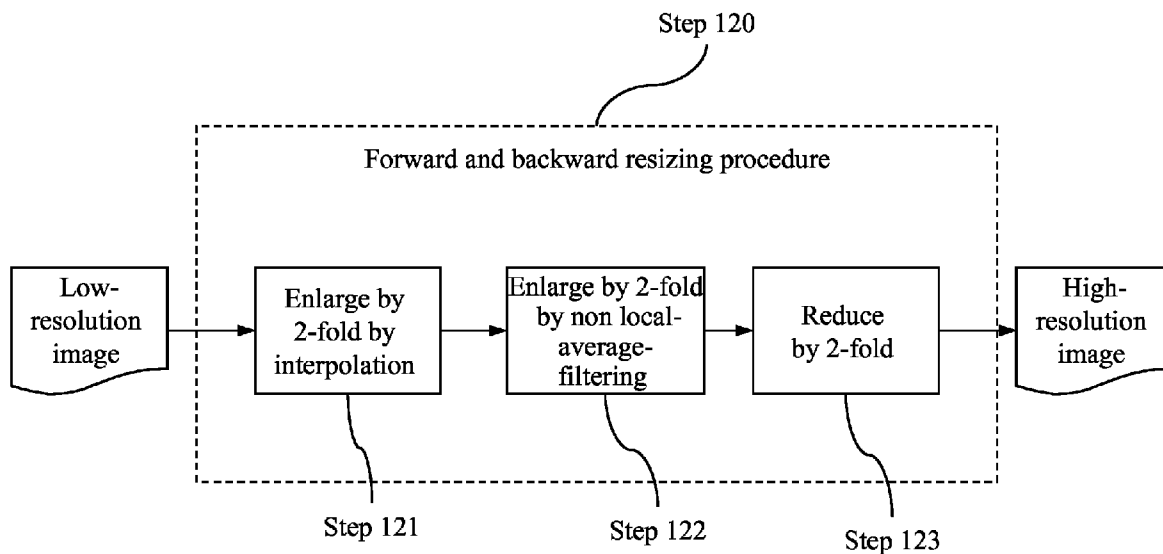 Step 120
Forward and backward resizing procedure
Low-
resolution
image
Enlarge by
2-fold by
interpolation
Enlarge by 2-fold
by non local-
average-
filtering
Reduce
by 2-fold
High-
resolution
image
Step 121
Step 122
Step 123